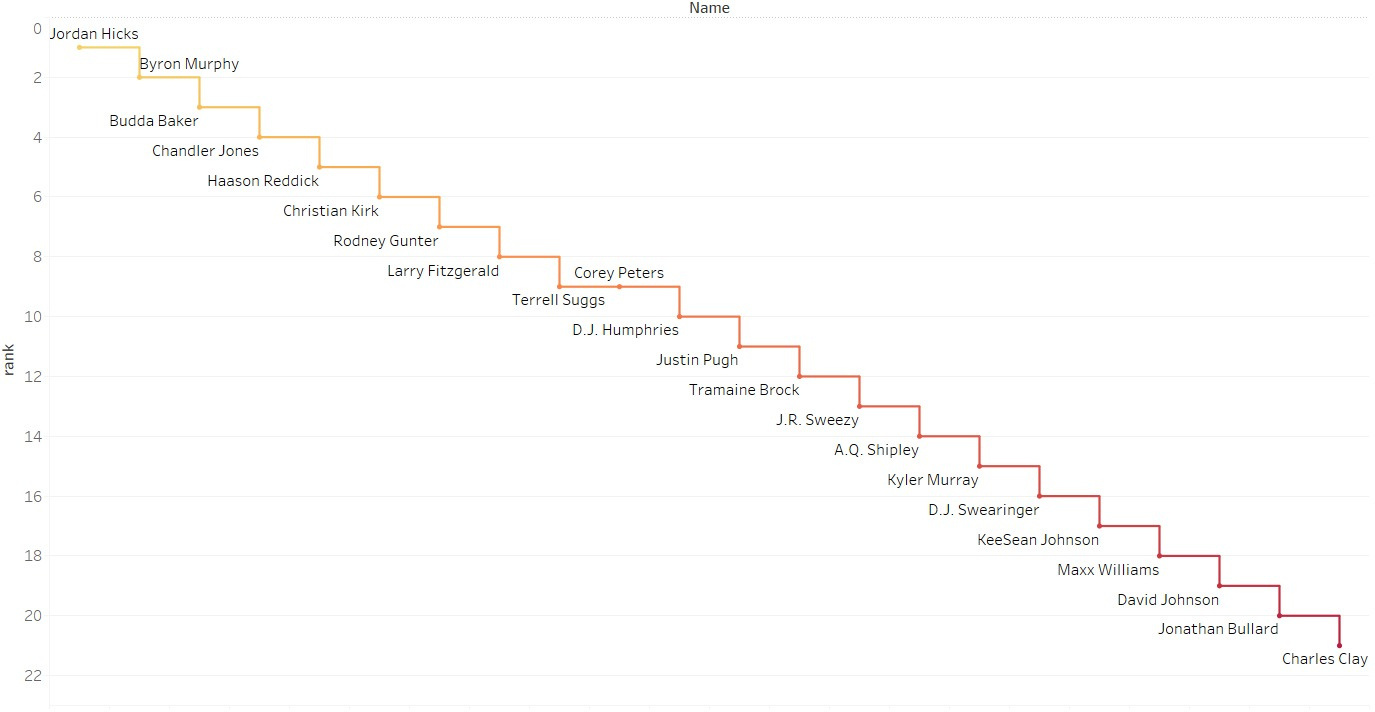 Name
0
Jordan Hicks
Byron Murphy
2
Budda Baker
4
Chandler Jones
Haason Reddick
6
Christian Kirk
Rodney Gunter
8
Larry Fitzgerald
Corey Peters
Terrell Suggs
10
D.J. Humphries
rank
Justin Pugh
12
Tramaine Brock
J.R. Sweezy
14
A.Q. Shipley
Kyler Murray
16
D.J. Swearinger
KeeSean Johnson
18
Maxx Williams
David Johnson
20
Jonathan Bullard
Charles Clay
22